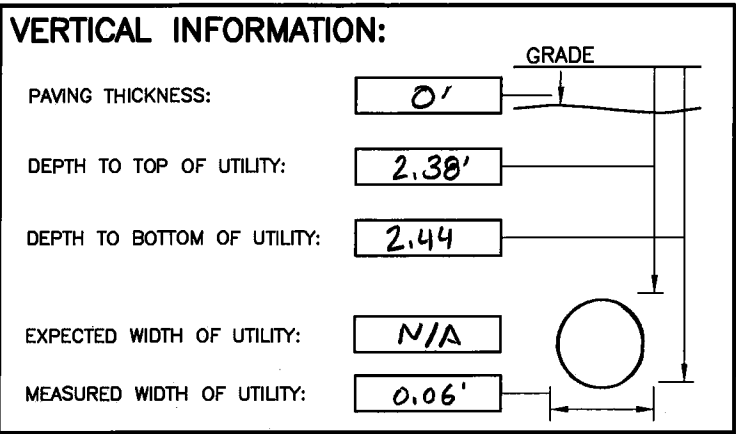 VERTICAL INFORMATION:
GRADE
PAVING THICKNESS: 0'
DEPTH TO TOP OF UTILITY: 2.38'
DEPTH TO BOTTOM OF UTILITY: 2.44
EXPECTED WIDTH OF UTILITY: N/A
MEASURED WIDTH OF UTILITY: 0.06'